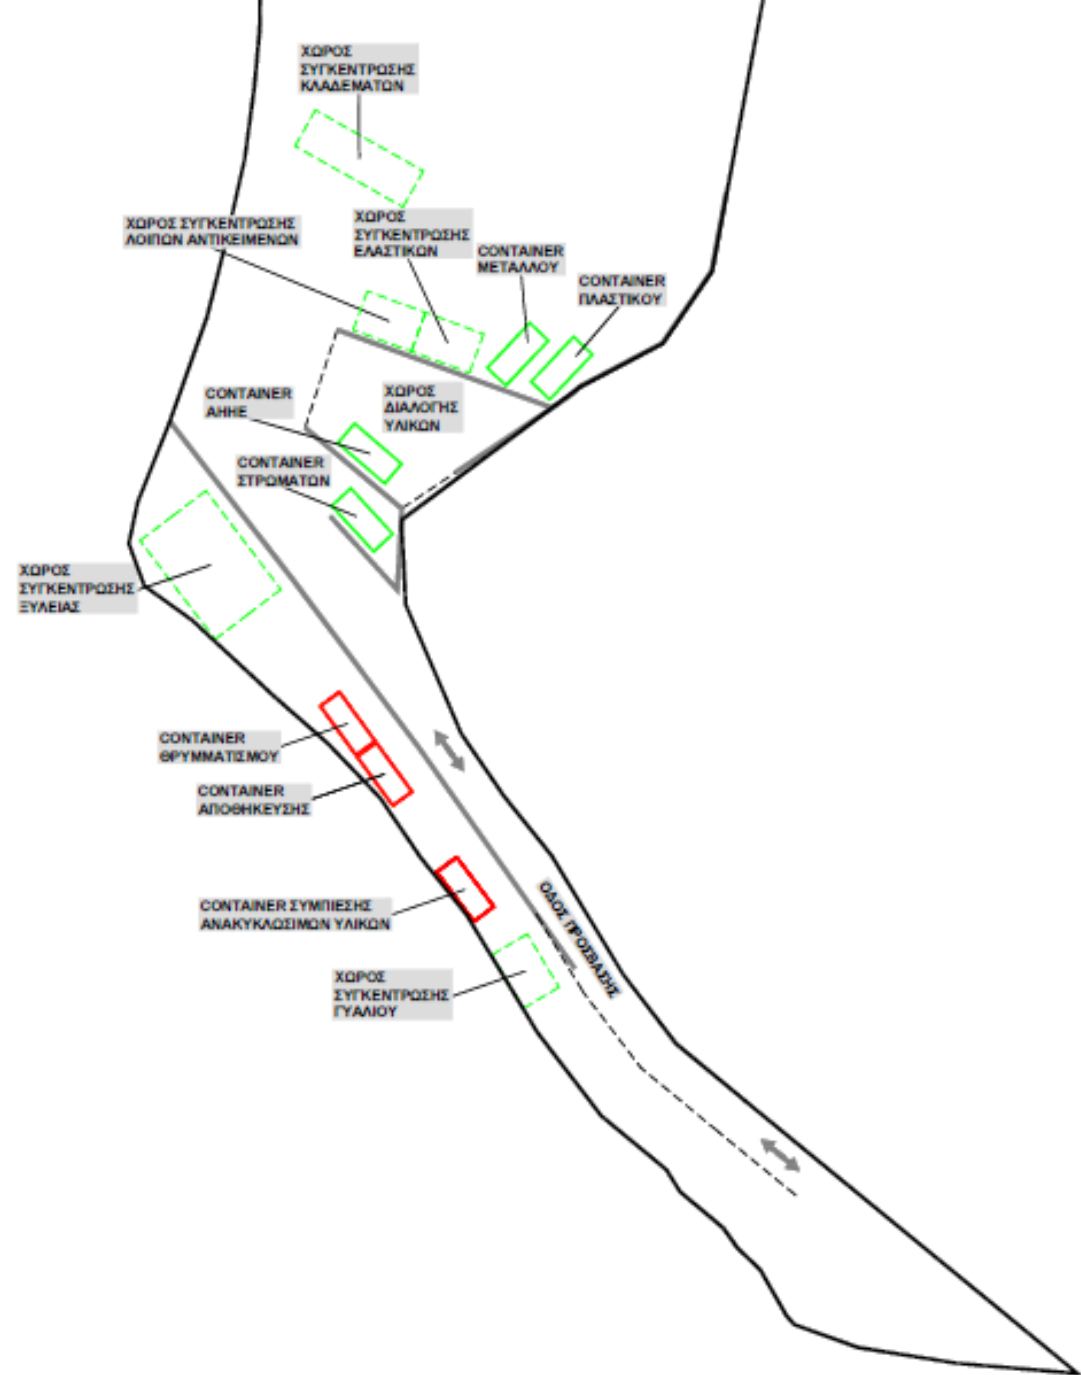 ΧΩΡΟΣ
ΣΥΓΚΕΝΤΡΩΣΗΣ
ΚΛΑΔΕΜΑΤΩΝ
ΧΩΡΟΣ ΣΥΓΚΕΝΤΡΩΣΗΣ
ΛΟΙΠΩΝ ΑΝΤΙΚΕΙΜΕΝΩΝ
ΧΩΡΟΣ
ΣΥΓΚΕΝΤΡΩΣΗΣ
ΕΛΑΣΤΙΚΩΝ
CONTAINER
ΜΕΤΑΛΛΟΥ
CONTAINER
ΠΛΑΣΤΙΚΟΥ
CONTAINER
ΑΗΗΕ
ΧΩΡΟΣ
ΔΙΑΛΟΓΗΣ
ΥΛΙΚΩΝ
CONTAINER
ΣΤΡΩΜΑΤΩΝ
ΧΩΡΟΣ
ΣΥΓΚΕΝΤΡΩΣΗΣ
ΞΥΛΕΙΑΣ
CONTAINER
ΘΡΥΜΜΑΤΙΣΜΟΥ
CONTAINER
ΑΠΟΘΗΚΕΥΣΗΣ
CONTAINER ΣΥΜΠΙΕΣΗΣ
ΑΝΑΚΥΚΛΩΣΙΜΩΝ ΥΛΙΚΩΝ
ΟΔΟΣ ΠΡΟΣΒΑΣΗΣ
ΧΩΡΟΣ
ΣΥΓΚΕΝΤΡΩΣΗΣ
ΓΥΑΛΙΟΥ